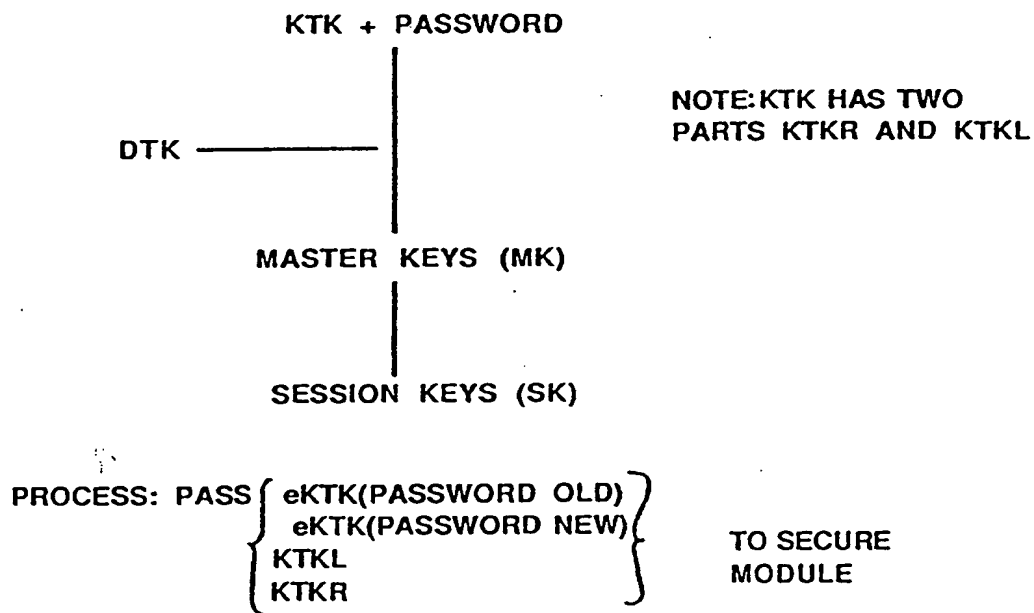 KTK + PASSWORD
NOTE: KTK HAS TWO
PARTS KTKR AND KTKL
DTK
MASTER KEYS (MK)
SESSION KEYS (SK)
PROCESS: PASS { eKTK(PASSWORD OLD) }
eKTK(PASSWORD NEW)
KTKL
KTKR
TO SECURE
MODULE